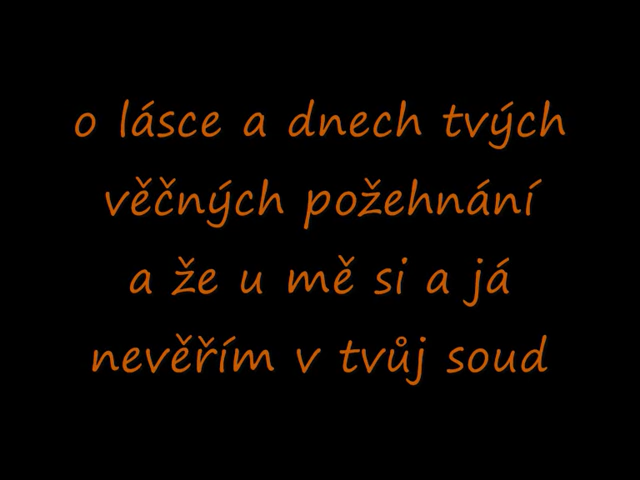 o lásce a dnech tvých
věčných požehnání
a že u mě si a já
nevěřím v tvůj soud